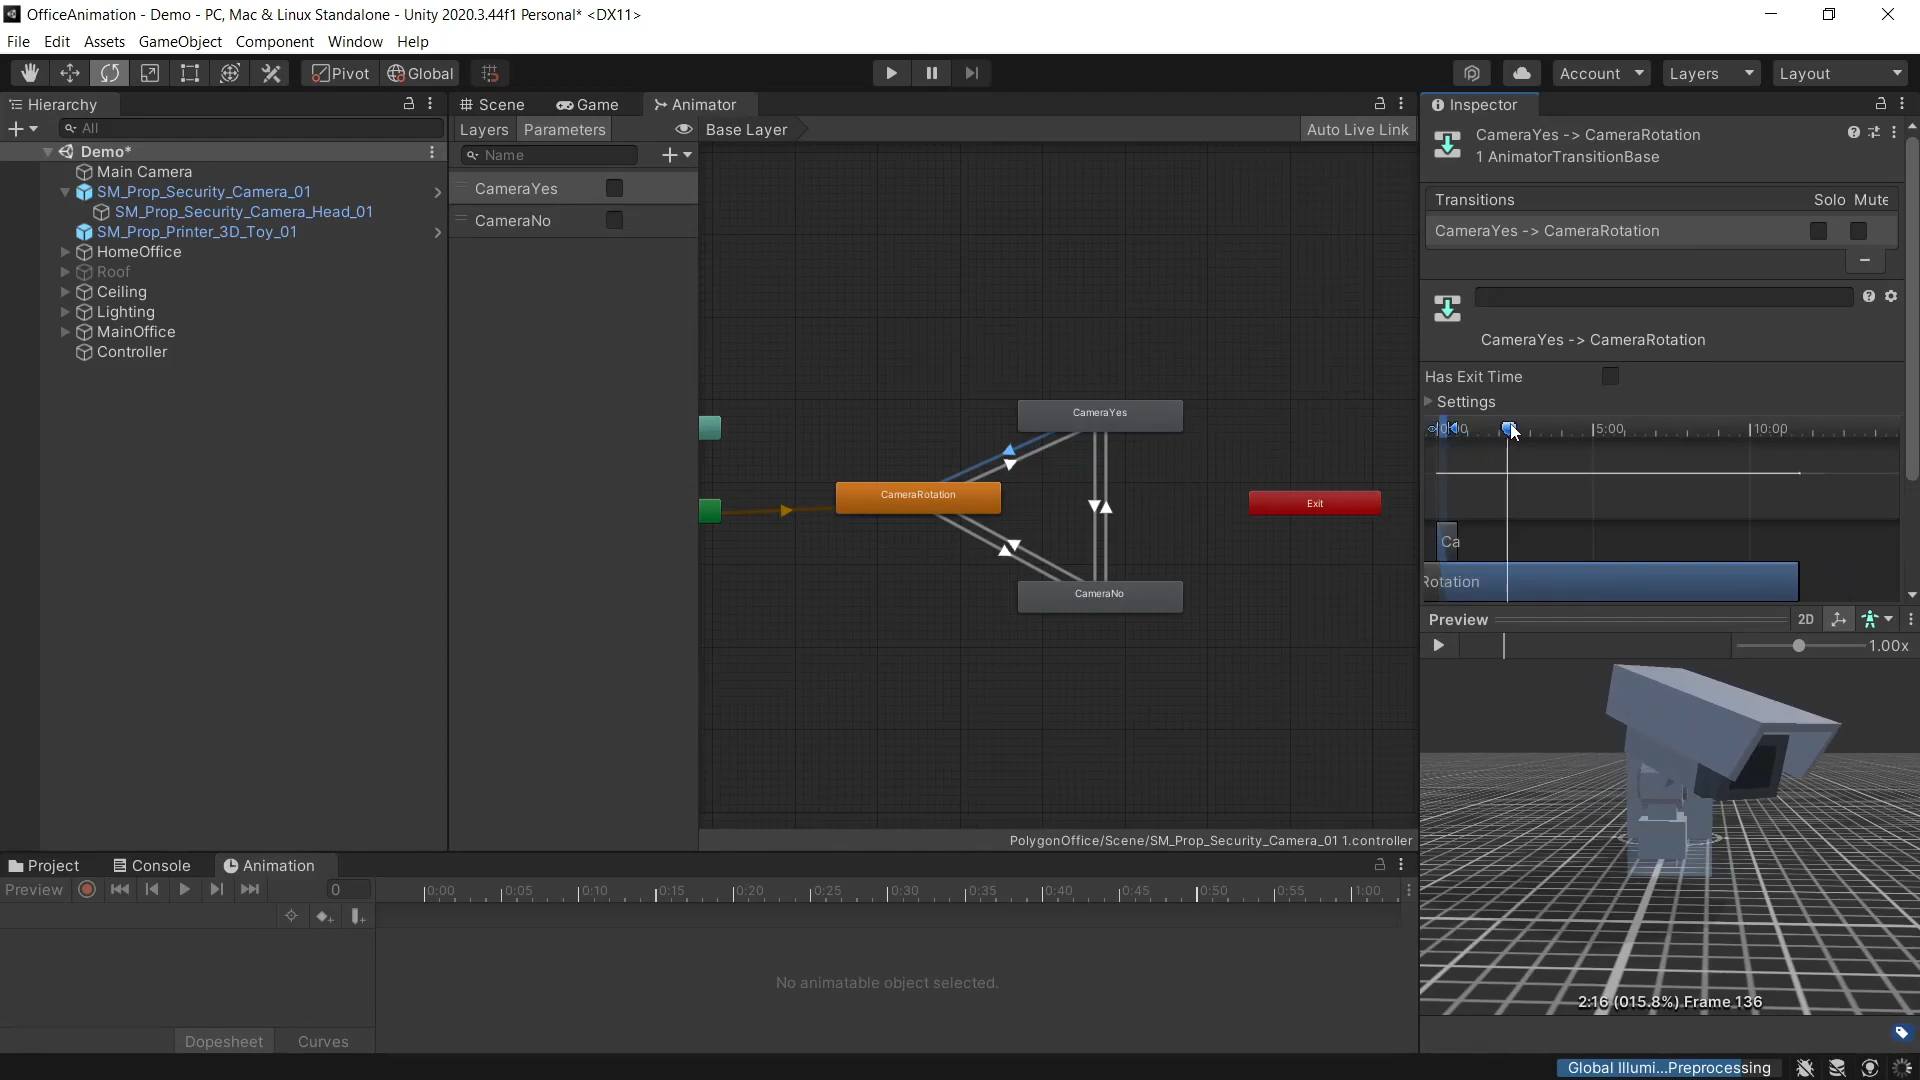 OfficeAnimation - Demo - PC, Mac & Linux Standalone - Unity 2020.3.44f1 Personal* <DX11>
File Edit Assets GameObject Component Window Help
Pivot Global Account Layers Layout
Hierarchy
All
Demo*
Main Camera
SM_Prop_Security_Camera_01
SM_Prop_Security_Camera_Head_01
SM_Prop_Printer_3D_Toy_01
HomeOffice
Roof
Ceiling
Lighting
MainOffice
Controller
Scene Game Animator
Layers Parameters Base Layer Auto Live Link
Name
CameraYes
CameraNo
CameraYes
CameraRotation
Exit
CameraNo
PolygonOffice/Scene/SM_Prop_Security_Camera_01 1.controller
Inspector
CameraYes -> CameraRotation
1 AnimatorTransitionBase
Transitions Solo Mute
CameraYes -> CameraRotation
CameraYes -> CameraRotation
Has Exit Time
Settings
5:00 10:00
Ca
Rotation
Preview 2D
1.00x
2:16 (015.8%) Frame 136
Project Console Animation
Preview 0 0:00 0:05 0:10 0:15 0:20 0:25 0:30 0:35 0:40 0:45 0:50 0:55 1:00
No animatable object selected.
Dopesheet Curves
Global Illumi...Preprocessing